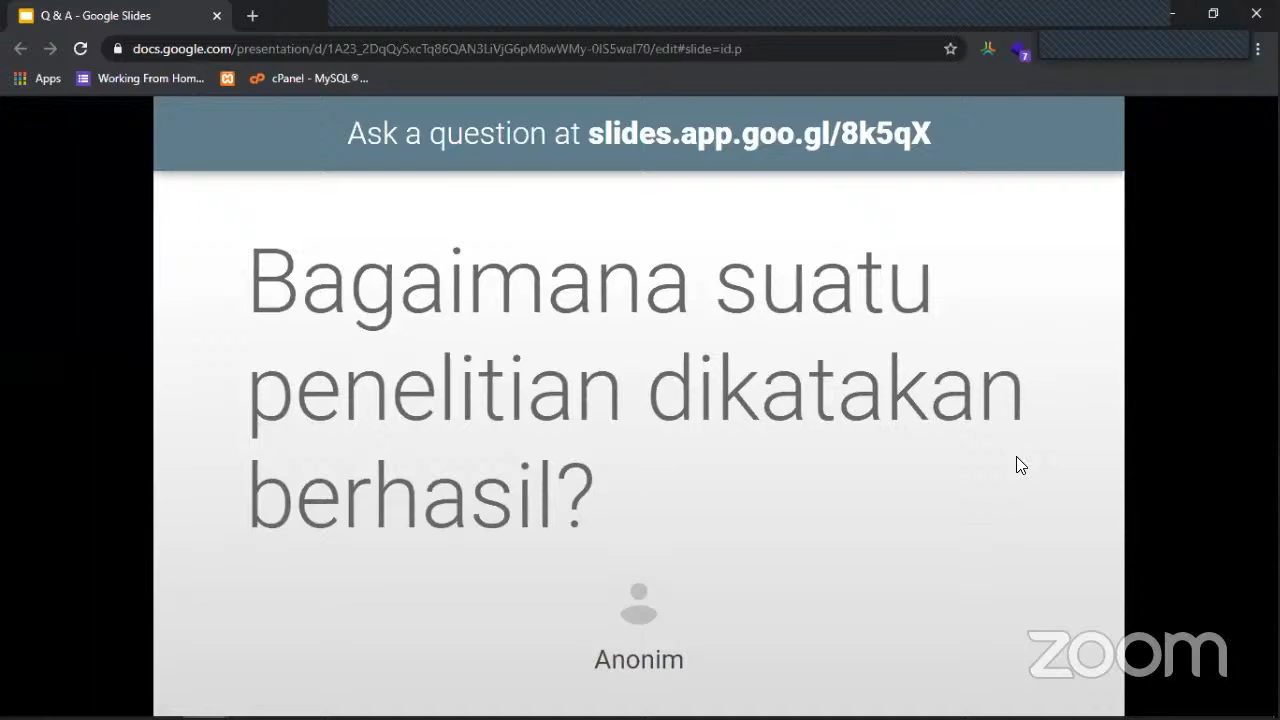 Q & A - Google Slides
docs.google.com/presentation/d/1A23_2DqQySxcTq86QAN3LiVjG6pM8wWMy-0IS5waI70/edit#slide=id.p
7
Apps
Working From Hom...
cPanel - MySQL®...
Ask a question at slides.app.goo.gl/8k5qX
Bagaimana suatu
penelitian dikatakan
berhasil?
Anonim
zoom